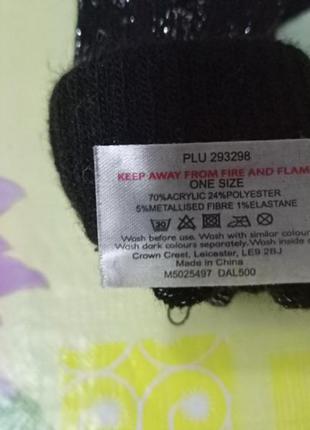 PLU 293298
KEEP AWAY FROM FIRE AND FLAM
ONE SIZE
70%ACRYLIC 24%POLYESTER
5%METALLISED FIBRE 1%ELASTANE
30
Wash before use. Wash with similar colour
Wash dark colours separately. Wash inside
Crown Crest, Leicester, LE9 2BJ
Made in China
M5025497 DAL500